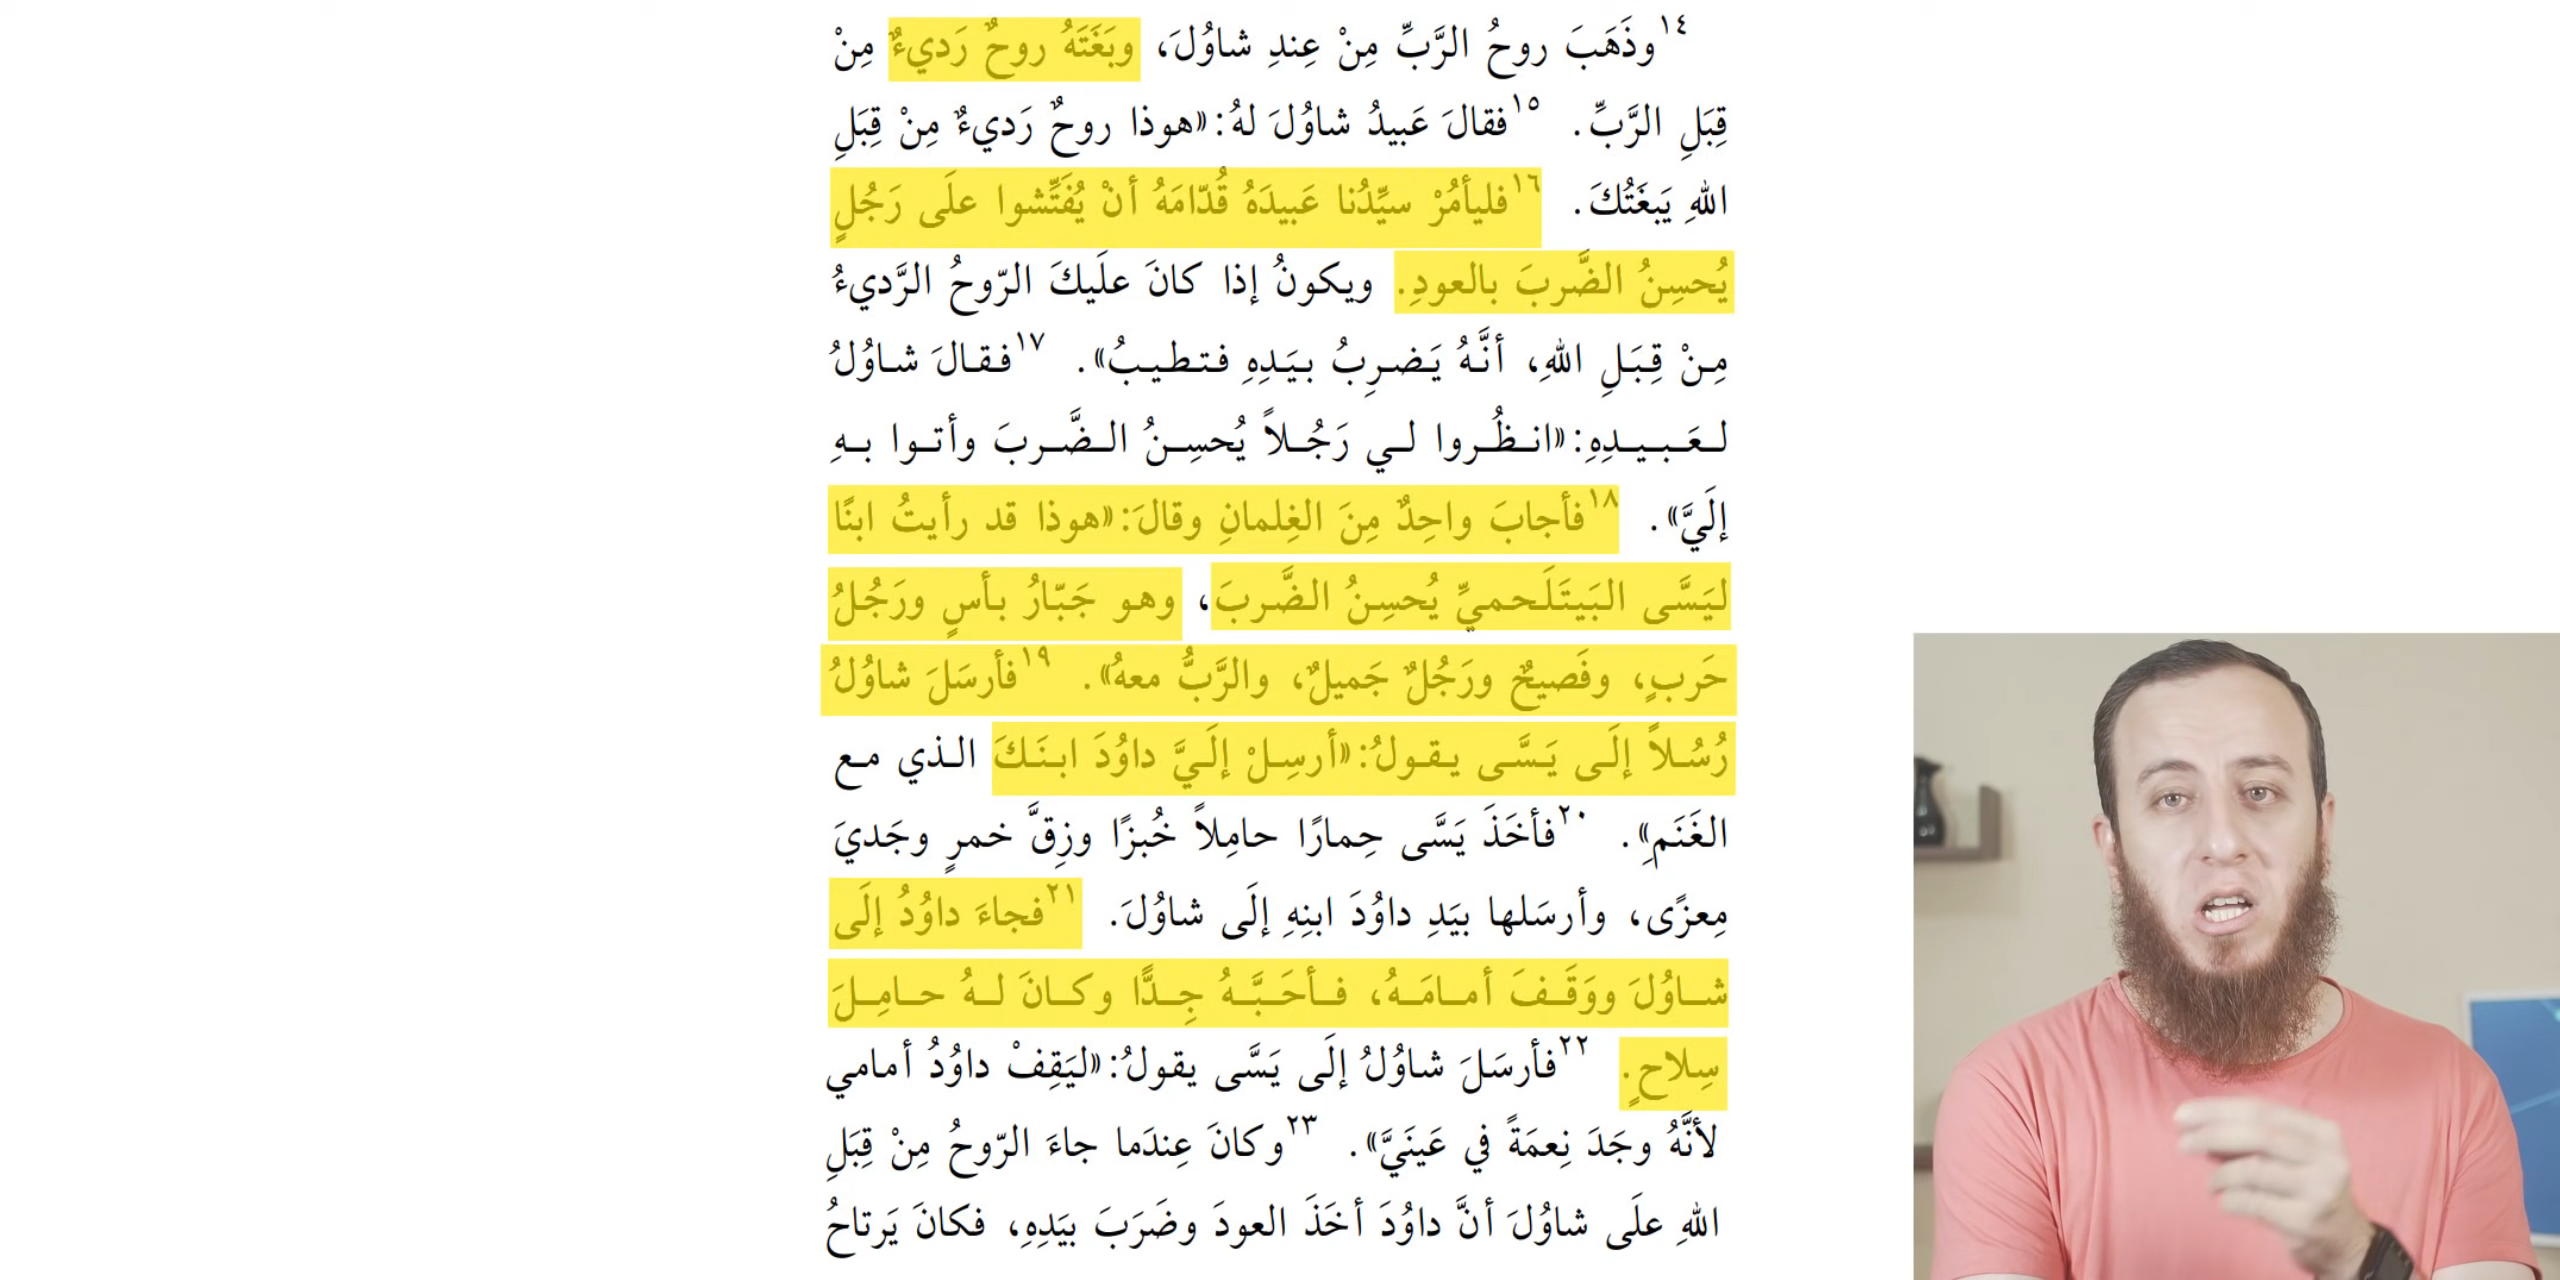 ١٤وذَهَبَ روحُ الرَّبِّ مِنْ عِندِ شاوُلَ، وبَغَتَهُ روحٌ رَديءٌ مِنْ
قِبَلِ الرَّبِّ. ١٥فقالَ عَبيدُ شاوُلَ لهُ: «هوذا روحٌ رَديءٌ مِنْ قِبَلِ
اللهِ يَبغَتُكَ. ١٦فليأمُرْ سيِّدُنا عَبيدَهُ قُدّامَهُ أنْ يُفَتِّشوا علَى رَجُلٍ
يُحسِنُ الضَّربَ بالعودِ. ويكونُ إذا كانَ علَيكَ الرّوحُ الرَّديءُ
مِنْ قِبَلِ اللهِ، أنَّهُ يَضرِبُ بيَدِهِ فتطيبُ». ١٧فقالَ شاوُلُ
لعَبيدِهِ: «انظُروا لي رَجُلاً يُحسِنُ الضَّربَ وأتوا بهِ
إلَيَّ». ١٨فأجابَ واحِدٌ مِنَ الغِلمانِ وقالَ: «هوذا قد رأيتُ ابنًا
ليَسَّى البَيتَلَحميِّ يُحسِنُ الضَّربَ، وهو جَبّارُ بأسٍ ورَجُلُ
حَربٍ، وفَصيحٌ ورَجُلٌ جَميلٌ، والرَّبُّ معهُ». ١٩فأرسَلَ شاوُلُ
رُسُلاً إلَى يَسَّى يقولُ: «أرسِلْ إلَيَّ داوُدَ ابنَكَ الذي مع
الغَنَمِ». ٢٠فأخَذَ يَسَّى حِمارًا حامِلاً خُبزًا وزِقَّ خمرٍ وجَديَ
مِعزًى، وأرسَلها بيَدِ داوُدَ ابنِهِ إلَى شاوُلَ. ٢١فجاءَ داوُدُ إلَى
شاوُلَ ووَقَفَ أمامَهُ، فأحَبَّهُ جِدًّا وكانَ لهُ حامِلَ
سِلاحٍ. ٢٢فأرسَلَ شاوُلُ إلَى يَسَّى يقولُ: «ليَقِفْ داوُدُ أمامي
لأنَّهُ وجَدَ نِعمَةً في عَينَيَّ». ٢٣وكانَ عِندَما جاءَ الرّوحُ مِنْ قِبَلِ
اللهِ علَى شاوُلَ أنَّ داوُدَ أخَذَ العودَ وضَرَبَ بيَدِهِ، فكانَ يَرتاحُ